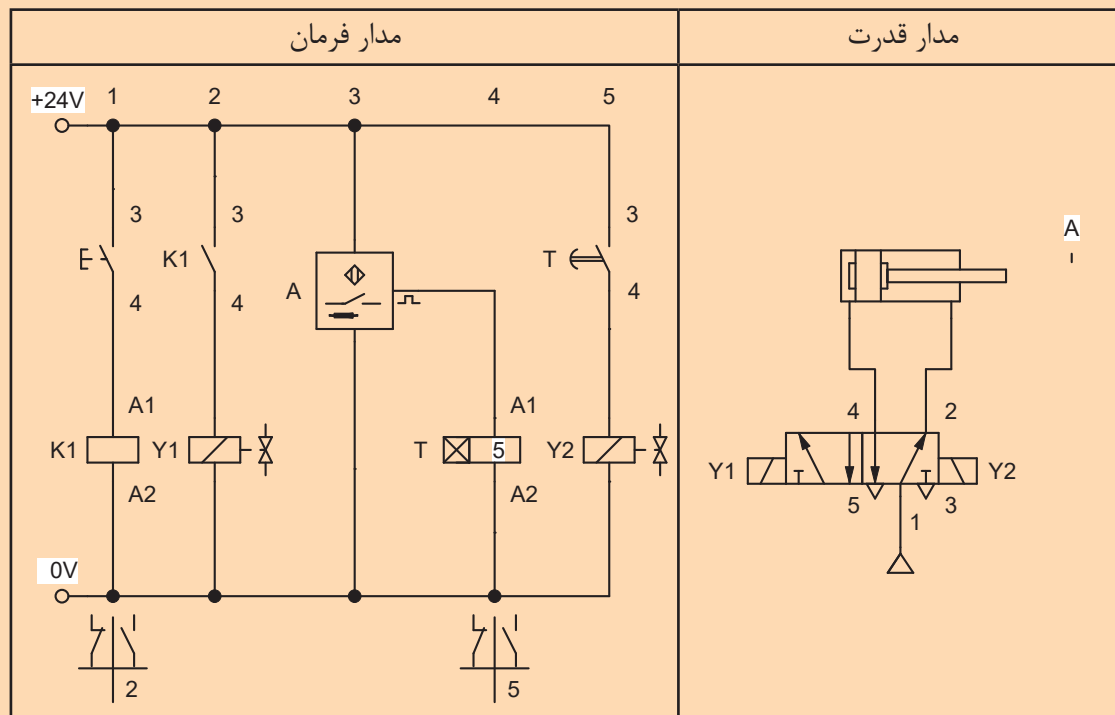 مدار فرمان
مدار قدرت
+24V 1 2 3 4 5
3 3 3
K1 A T
4 4 4
A1 A1
K1 Y1 T 5 Y2
A2 A2
0V
2 5
A
4 2
Y1 Y2
5 1 3